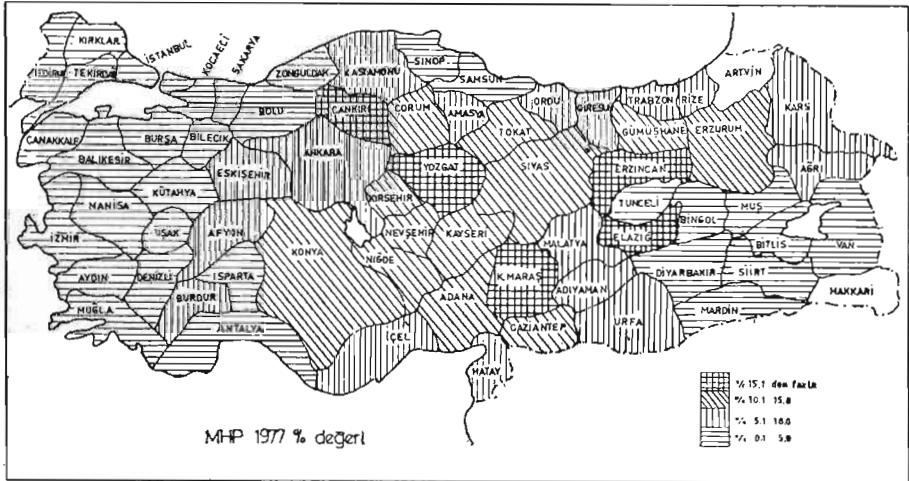 KIRKLAR
EDİRNE
TEKİRDAĞ
İSTANBUL
KOCAELİ
SAKARYA
ZONGULDAK
KASTAMONU
SİNOP
SAMSUN
BOLU
ÇANKIRI
ÇORUM
AMASYA
ORDU
GİRESUN
TRABZON
RİZE
ARTVİN
KARS
ÇANAKKALE
BURSA
BİLECİK
ANKARA
TOKAT
GÜMÜŞHANE
ERZURUM
BALIKESİR
ESKİŞEHİR
YOZGAT
SİVAS
ERZİNCAN
AĞRI
KÜTAHYA
MANİSA
KIRŞEHİR
TUNCELİ
BİNGÖL
MUŞ
İZMİR
UŞAK
AFYON
KONYA
NEVŞEHİR
KAYSERİ
MALATYA
ELAZIĞ
BİTLİS
VAN
NİĞDE
AYDIN
DENİZLİ
ISPARTA
K.MARAŞ
ADIYAMAN
DİYARBAKIR
SİİRT
HAKKARİ
BURDUR
ADANA
MUĞLA
ANTALYA
İÇEL
GAZİANTEP
URFA
MARDİN
HATAY
% 15,1 den fazla
% 10.1 15,0
% 5.1 10,0
% 0.1 5,0
MHP 1977 % değeri